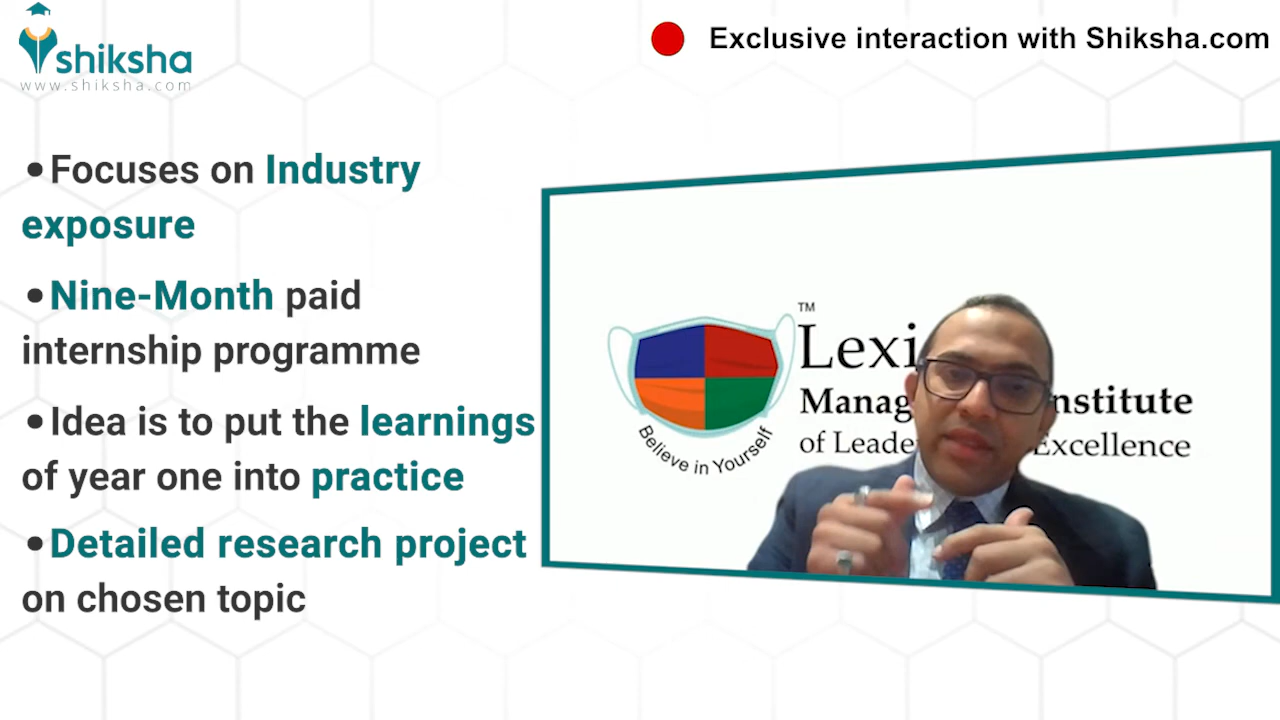 shiksha
www.shiksha.com
Exclusive interaction with Shiksha.com
•Focuses on Industry
exposure
•Nine-Month paid
internship programme
•Idea is to put the learnings
of year one into practice
•Detailed research project
on chosen topic
TM
Lexi
Manag nstitute
of Leade Excellence
Believe in Yourself